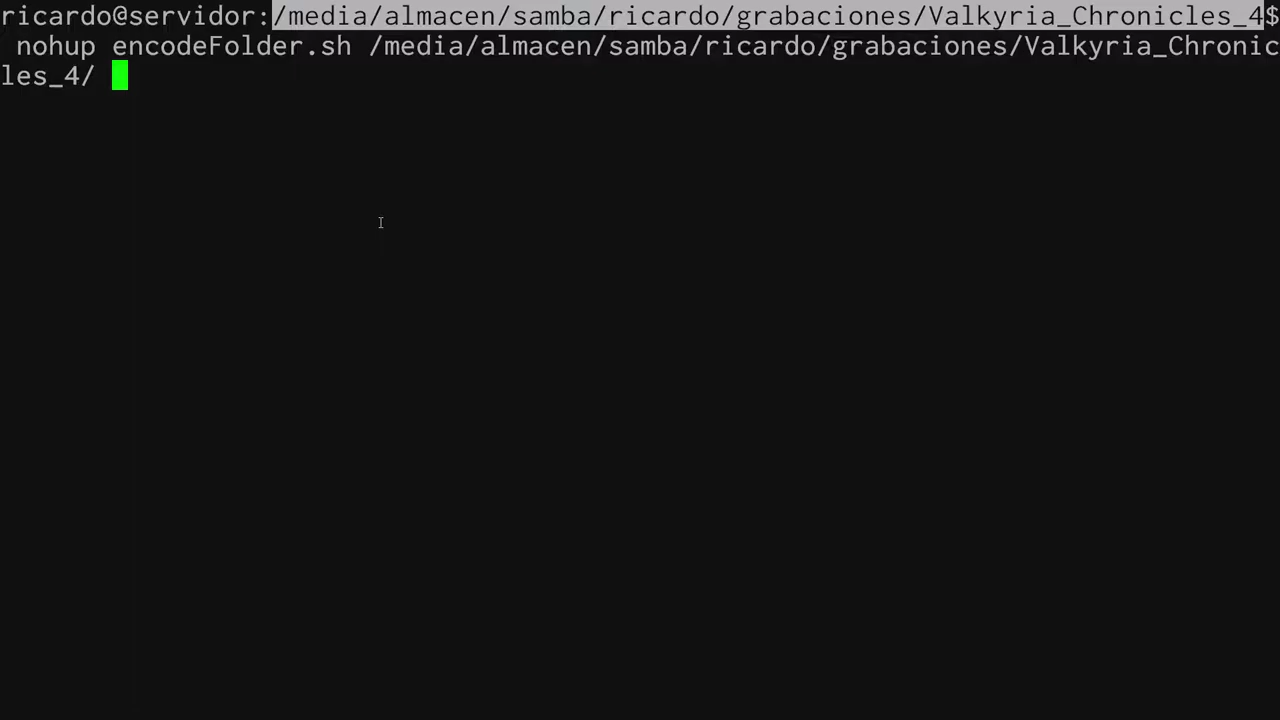 ricardo@servidor:/media/almacen/samba/ricardo/grabaciones/Valkyria_Chronicles_4$
nohup encodeFolder.sh /media/almacen/samba/ricardo/grabaciones/Valkyria_Chronic
les_4/